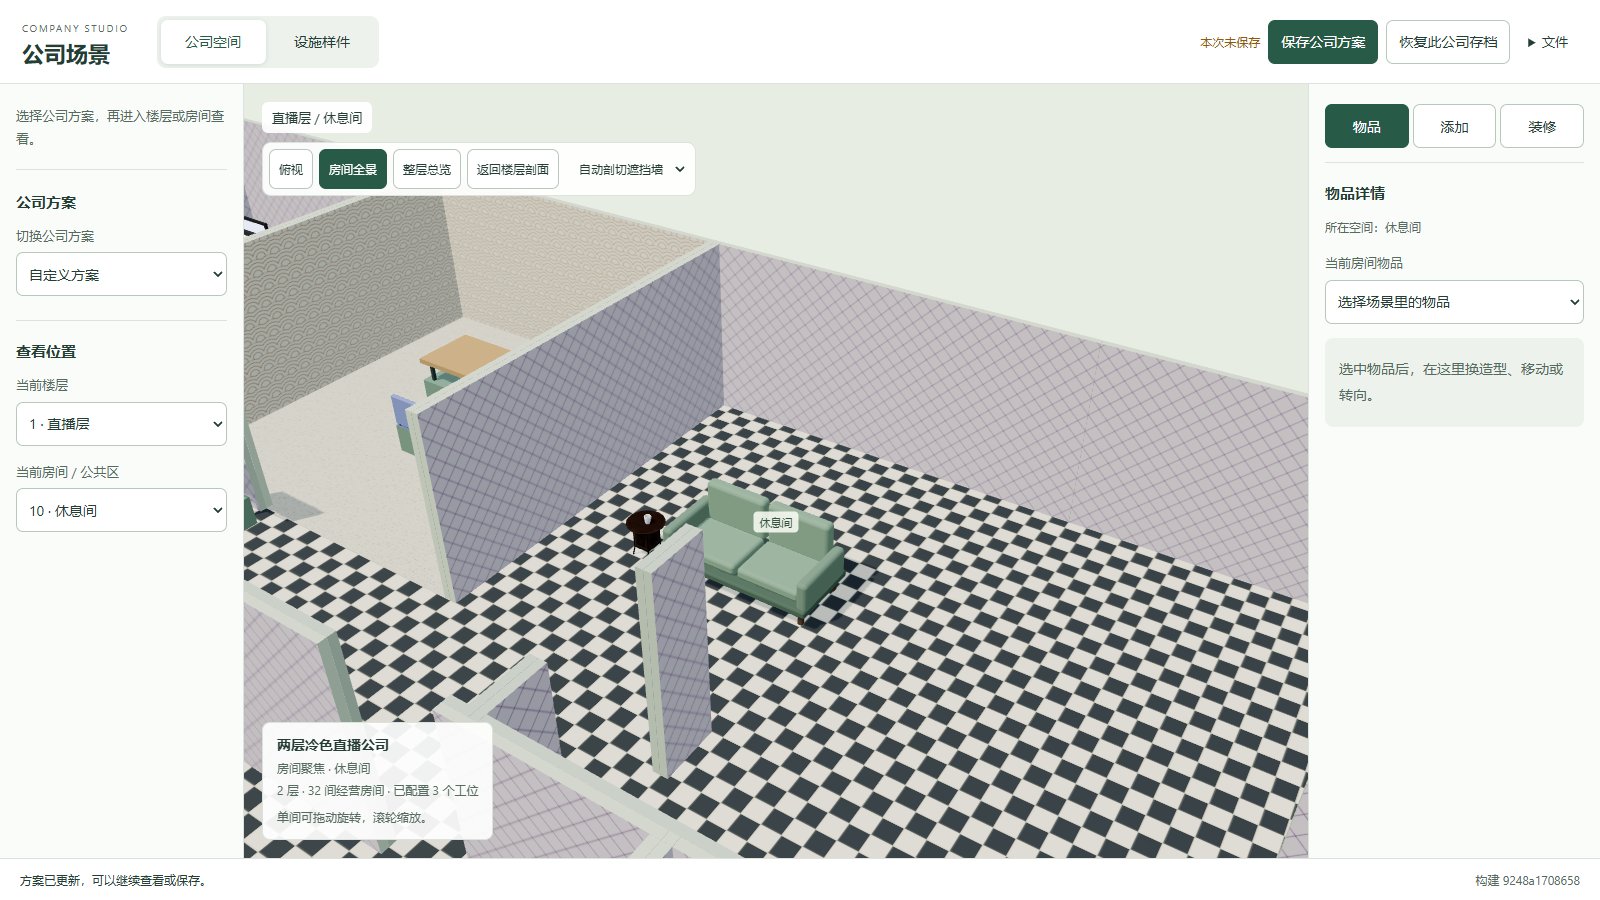 COMPANY STUDIO
公司场景
公司空间
设施样件
本次未保存
保存公司方案
恢复此公司存档
▶ 文件
选择公司方案，再进入楼层或房间查
看。
公司方案
切换公司方案
自定义方案
查看位置
当前楼层
1 · 直播层
当前房间 / 公共区
10 · 休息间
直播层 / 休息间
俯视
房间全景
整层总览
返回楼层剖面
自动剖切遮挡墙
休息间
两层冷色直播公司
房间聚焦 · 休息间
2 层 · 32 间经营房间 · 已配置 3 个工位
单间可拖动旋转，滚轮缩放。
物品
添加
装修
物品详情
所在空间：休息间
当前房间物品
选择场景里的物品
选中物品后，在这里换造型、移动或
转向。
方案已更新，可以继续查看或保存。
构建 9248a1708658